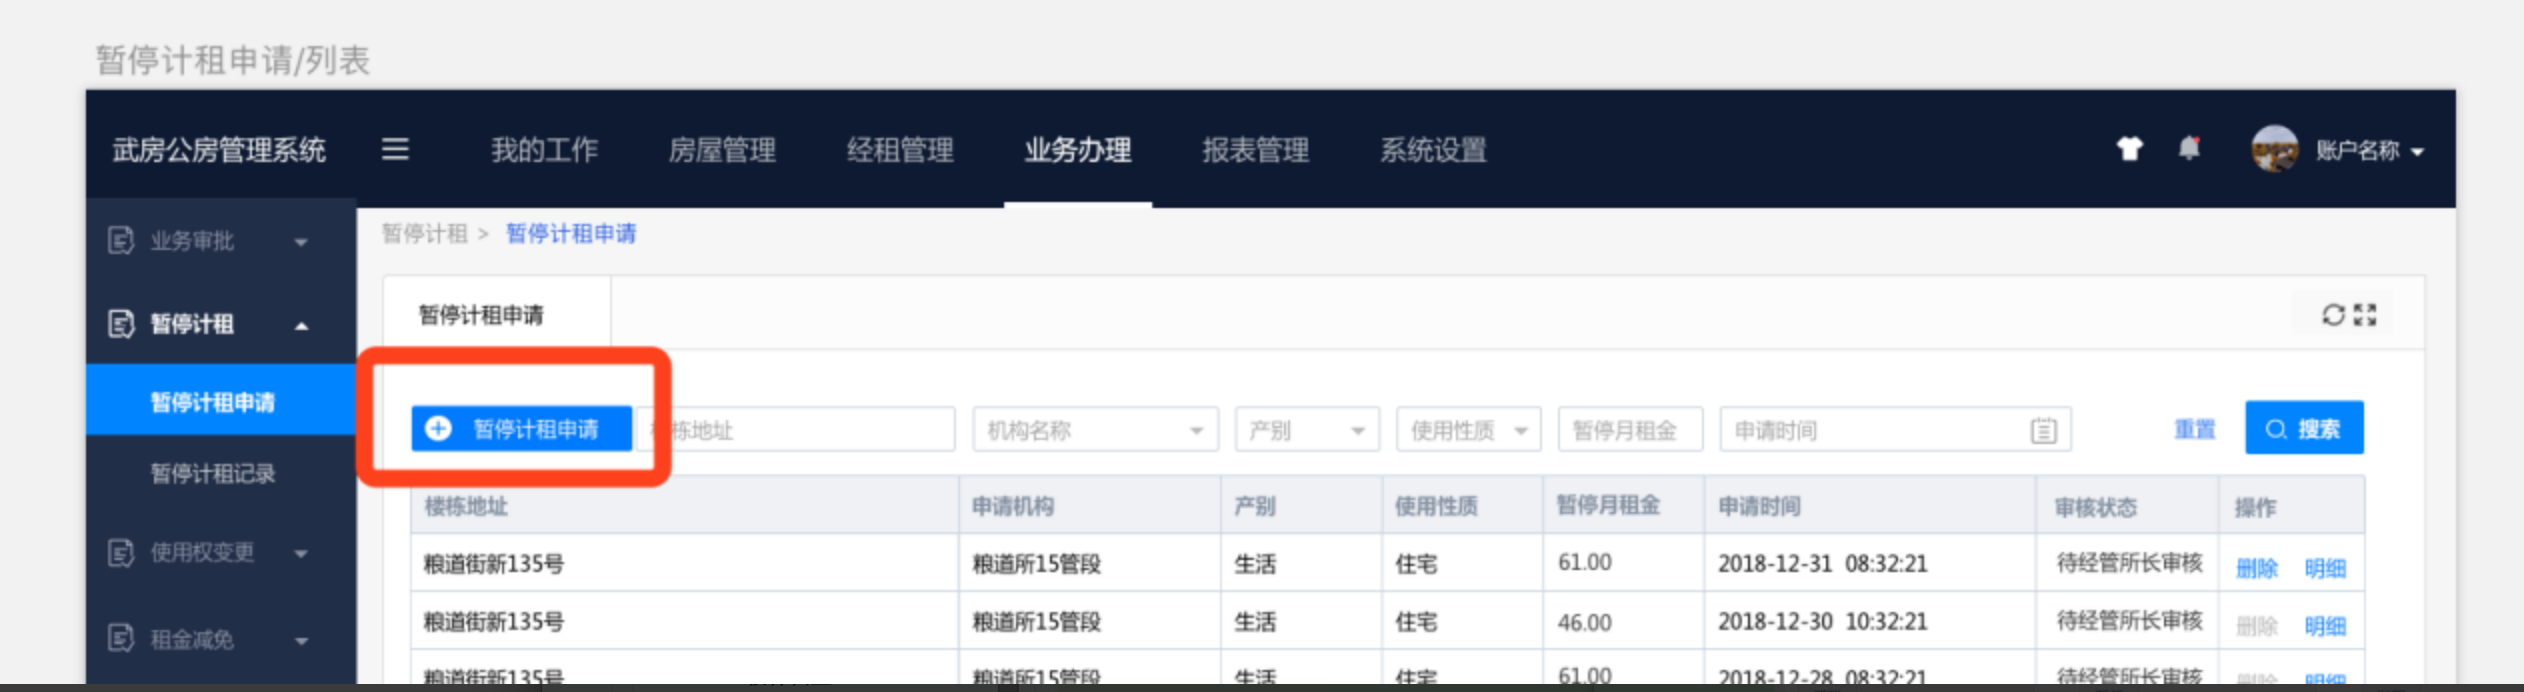 暂停计租申请/列表
武房公房管理系统 我的工作 房屋管理 经租管理 业务办理 报表管理 系统设置 账户名称
业务审批
暂停计租 > 暂停计租申请
暂停计租
暂停计租申请
暂停计租申请
暂停计租申请 栋地址 机构名称 产别 使用性质 暂停月租金 申请时间 重置 搜索
暂停计租记录
楼栋地址 申请机构 产别 使用性质 暂停月租金 申请时间 审核状态 操作
使用权变更
粮道街新135号 粮道所15管段 生活 住宅 61.00 2018-12-31 08:32:21 待经管所长审核 删除 明细
粮道街新135号 粮道所15管段 生活 住宅 46.00 2018-12-30 10:32:21 待经管所长审核 删除 明细
租金减免
粮道街新135号 粮道所15管段 生活 住宅 61.00 2018-12-28 08:32:21 待经管所长审核 删除 明细